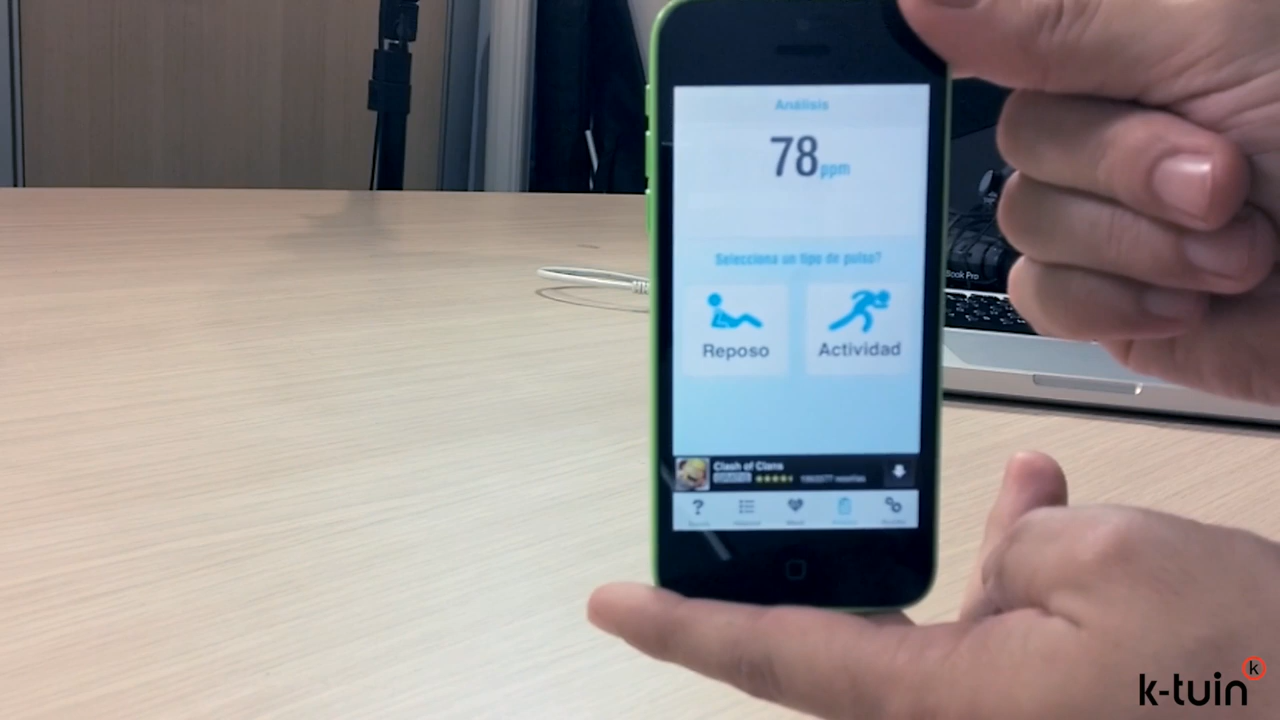 Análisis
78 ppm
Selecciona un tipo de pulso?
Reposo
Actividad
Clash of Clans
?
Book Pro
k-tuin k